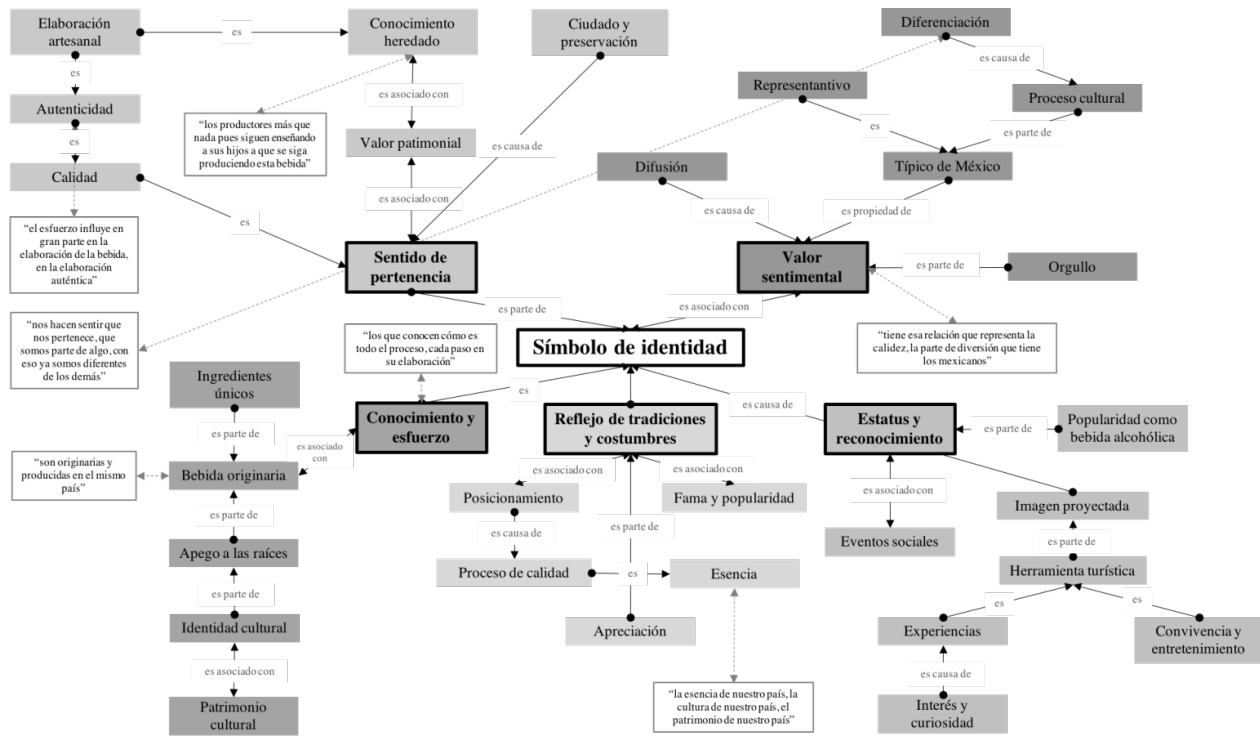 Elaboración
artesanal
es
Conocimiento
heredado
Ciudado y
preservación
Diferenciación
es causa de
es
Autenticidad
es asociado con
Representantivo
Proceso cultural
“los productores más que
nada pues siguen enseñando
a sus hijos a que se siga
produciendo esta bebida”
es
es parte de
es
Valor patimonial
es causa de
Calidad
Difusión
Típico de México
es asociado con
es causa de
es propiedad de
“el esfuerzo influye en
gran parte en la
elaboración de la bebida,
en la elaboración
auténtica”
es
Sentido de
pertenencia
Valor
sentimental
es parte de
Orgullo
es parte de
es asociado con
“nos hacen sentir que
nos pertenece, que
somos parte de algo, con
eso ya somos diferentes
de los demás”
“los que conocen cómo es
todo el proceso, cada paso en
su elaboración”
Símbolo de identidad
“tiene esa relación que representa la
calidez, la parte de diversión que tiene
los mexicanos”
Ingredientes
únicos
es
es causa de
Conocimiento y
esfuerzo
Reflejo de tradiciones
y costumbres
Estatus y
reconocimiento
es parte de
Popularidad como
bebida alcohólica
es parte de
es asociado
con
“son originarias y
producidas en el mismo
país”
Bebida originaria
es asociado con
es asociado con
Posicionamiento
Fama y popularidad
es asociado con
Imagen proyectada
es parte de
es causa de
es parte de
Eventos sociales
es parte de
Apego a las raíces
Proceso de calidad
es
Esencia
Herramienta turística
es parte de
es
es
Identidad cultural
Apreciación
Experiencias
Convivencia y
entretenimiento
es asociado con
es causa de
Patrimonio
cultural
“la esencia de nuestro país, la
cultura de nuestro país, el
patrimonio de nuestro país”
Interés y
curiosidad